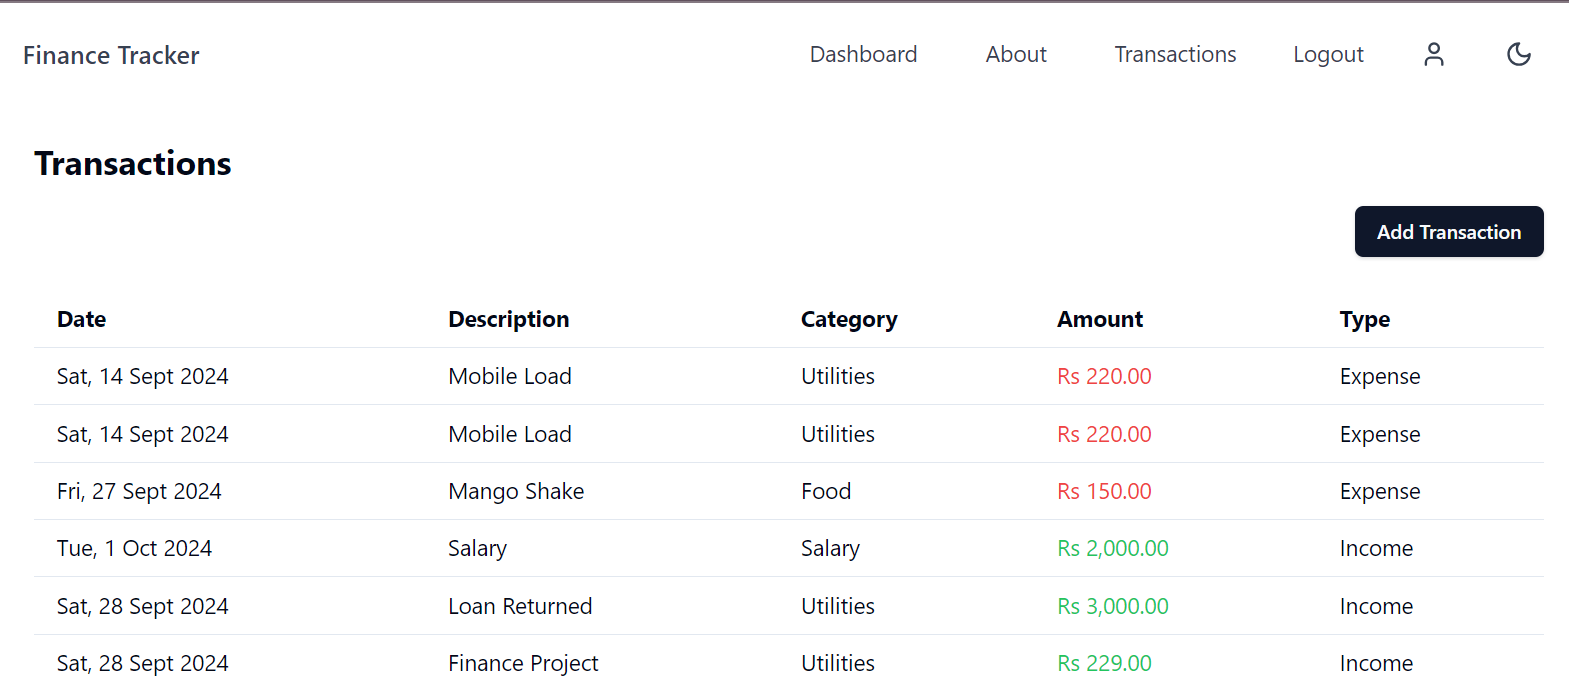 Finance Tracker Dashboard About Transactions Logout
Transactions
Add Transaction
Date Description Category Amount Type
Sat, 14 Sept 2024 Mobile Load Utilities Rs 220.00 Expense
Sat, 14 Sept 2024 Mobile Load Utilities Rs 220.00 Expense
Fri, 27 Sept 2024 Mango Shake Food Rs 150.00 Expense
Tue, 1 Oct 2024 Salary Salary Rs 2,000.00 Income
Sat, 28 Sept 2024 Loan Returned Utilities Rs 3,000.00 Income
Sat, 28 Sept 2024 Finance Project Utilities Rs 229.00 Income